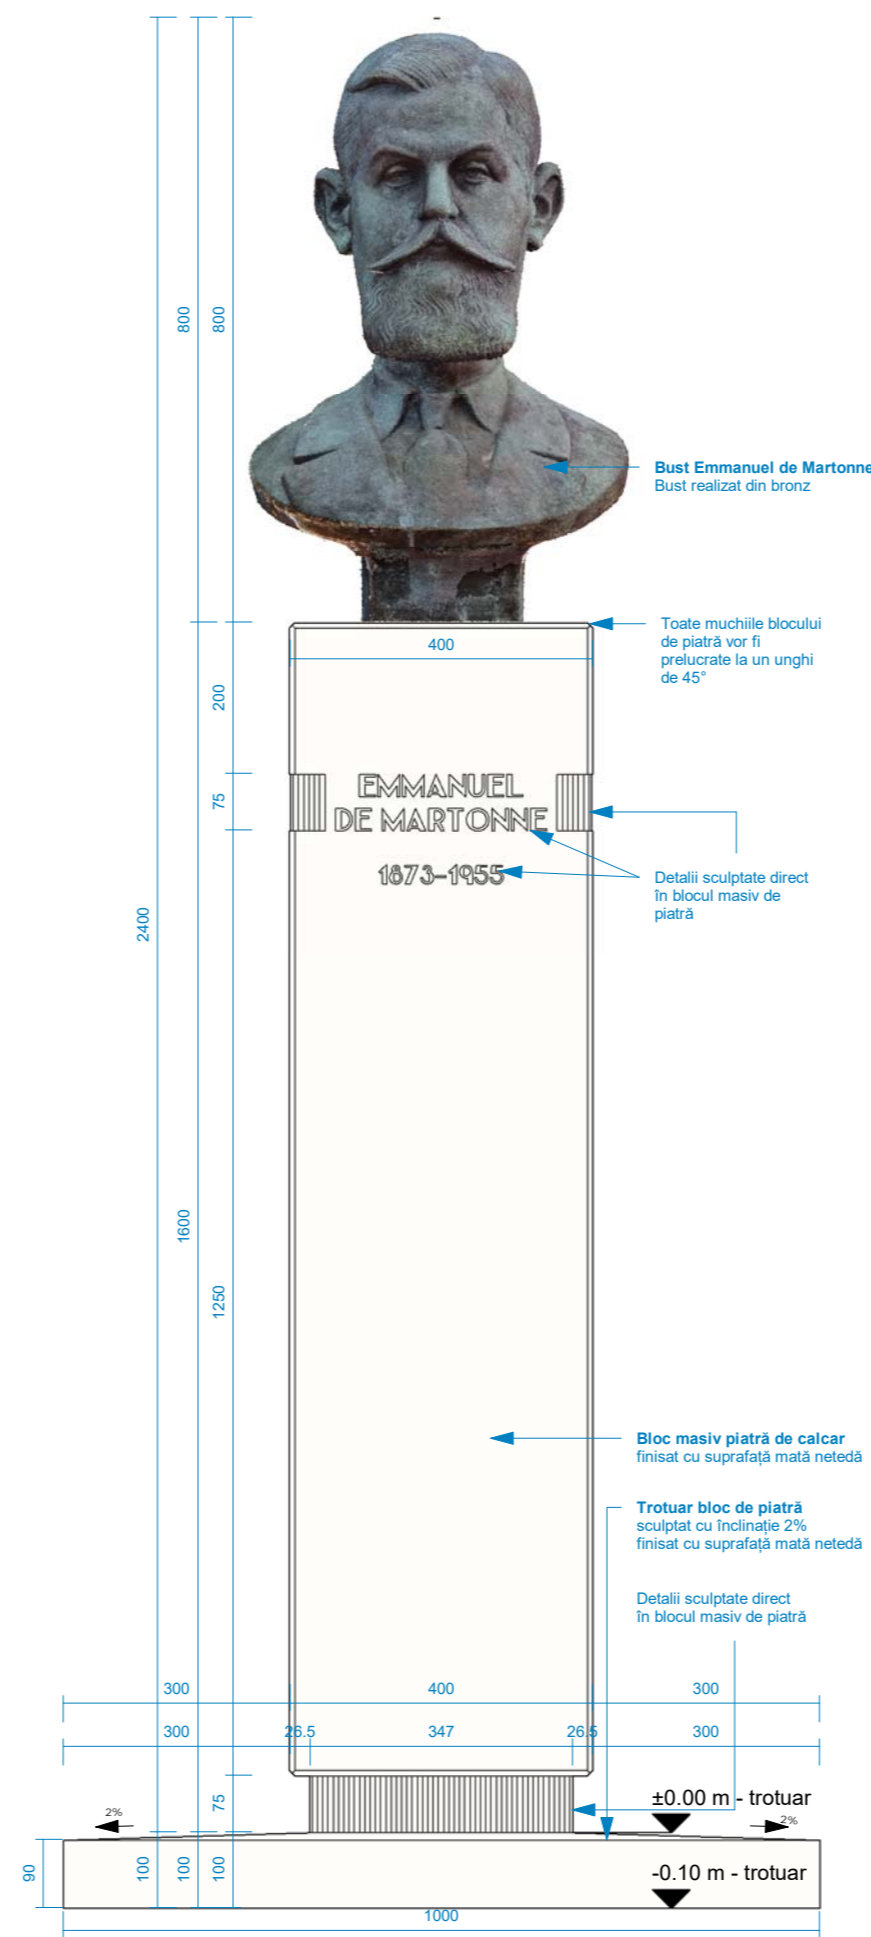 800
800
Bust Emmanuel de Martonne
Bust realizat din bronz
Toate muchiile blocului
de piatră vor fi
prelucrate la un unghi
de 45°
400
200
EMMANUEL
DE MARTONNE
75
1873-1955
Detalii sculptate direct
în blocul masiv de
piatră
2400
1600
1250
Bloc masiv piatră de calcar
finisat cu suprafață mată netedă
Trotuar bloc de piatră
sculptat cu înclinație 2%
finisat cu suprafață mată netedă
Detalii sculptate direct
în blocul masiv de piatră
300 400 300
300 26.5 347 26.5 300
75
±0.00 m - trotuar
2% 2%
90 100 100 100
-0.10 m - trotuar
1000